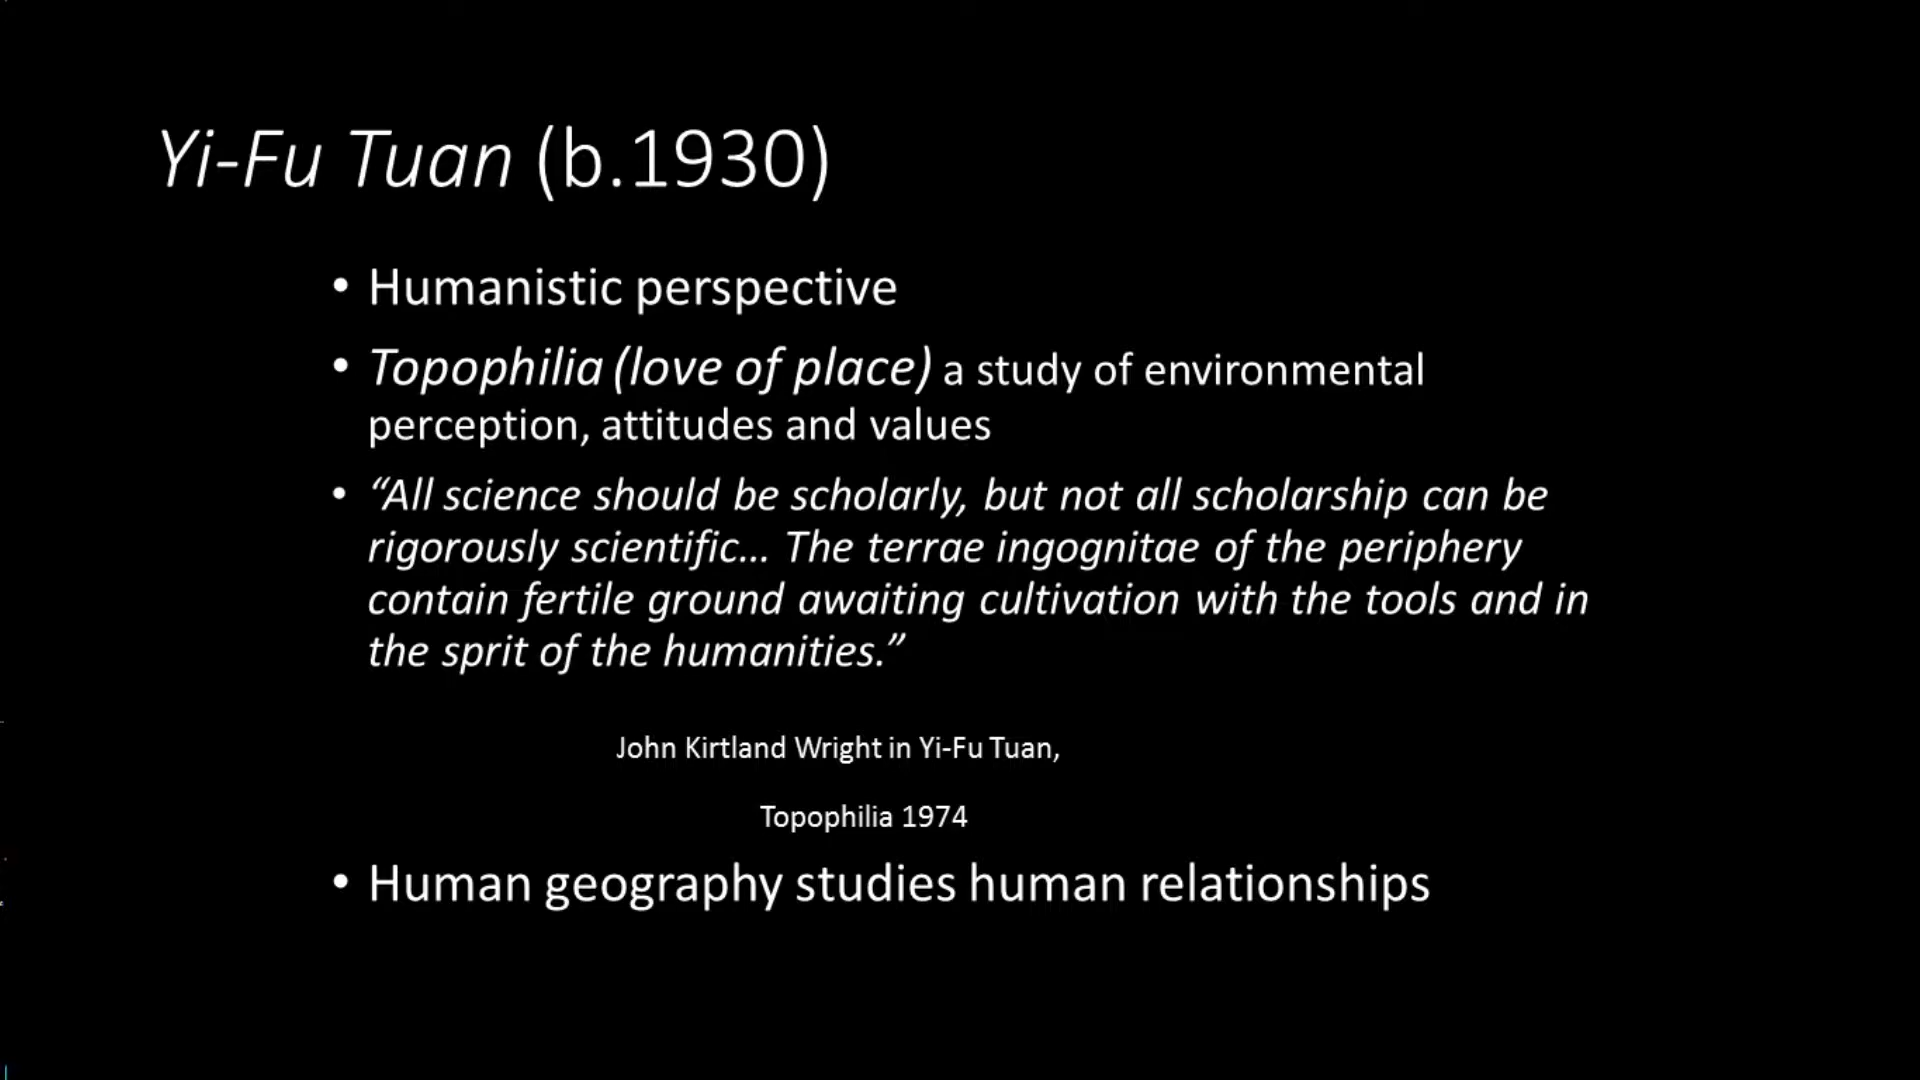 Yi-Fu Tuan (b.1930)
• Humanistic perspective
• Topophilia (love of place) a study of environmental
perception, attitudes and values
• “All science should be scholarly, but not all scholarship can be
rigorously scientific... The terrae ingognitae of the periphery
contain fertile ground awaiting cultivation with the tools and in
the sprit of the humanities.”
John Kirtland Wright in Yi-Fu Tuan,
Topophilia 1974
• Human geography studies human relationships